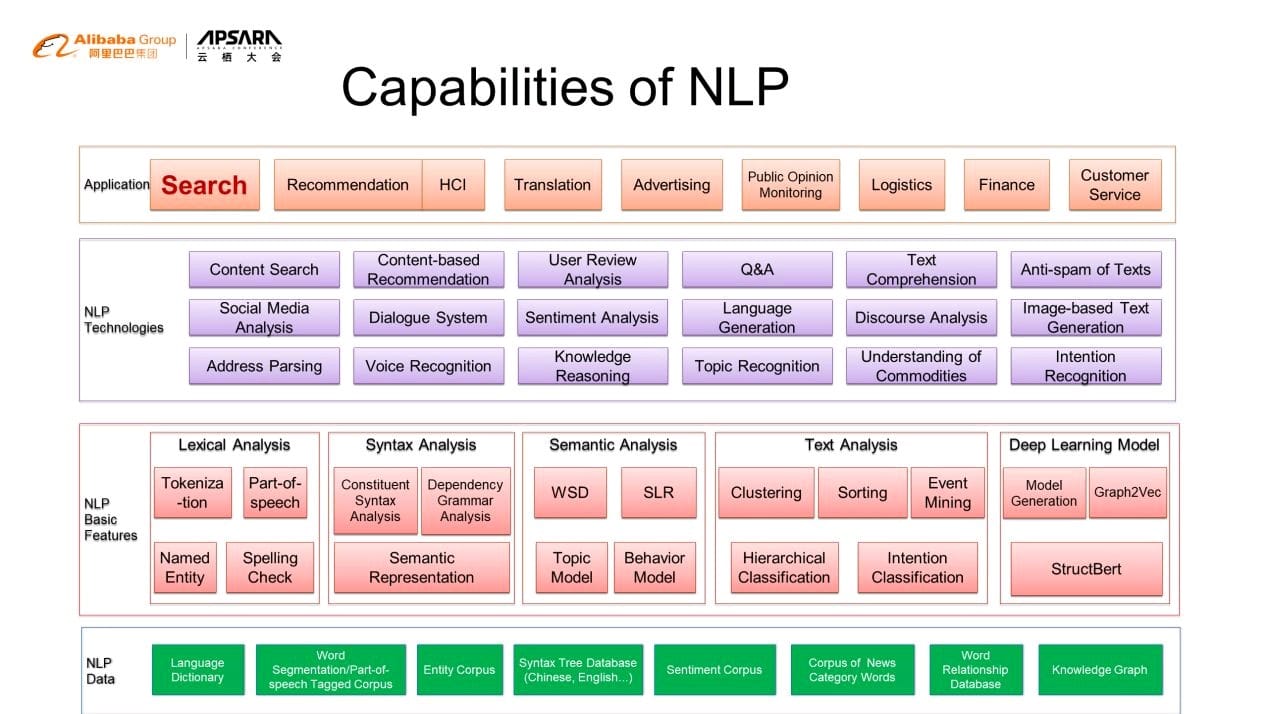 Alibaba Group
阿里巴巴集团
APSARA
APSARA CONFERENCE
云栖大会
Capabilities of NLP
Application
Search
Recommendation
HCI
Translation
Advertising
Public Opinion
Monitoring
Logistics
Finance
Customer
Service
NLP
Technologies
Content Search
Content-based
Recommendation
User Review
Analysis
Q&A
Text
Comprehension
Anti-spam of Texts
Social Media
Analysis
Dialogue System
Sentiment Analysis
Language
Generation
Discourse Analysis
Image-based Text
Generation
Address Parsing
Voice Recognition
Knowledge
Reasoning
Topic Recognition
Understanding of
Commodities
Intention
Recognition
NLP
Basic
Features
Lexical Analysis
Tokeniza
-tion
Part-of-
speech
Named
Entity
Spelling
Check
Syntax Analysis
Constituent
Syntax
Analysis
Dependency
Grammar
Analysis
Semantic
Representation
Semantic Analysis
WSD
SLR
Topic
Model
Behavior
Model
Text Analysis
Clustering
Sorting
Event
Mining
Hierarchical
Classification
Intention
Classification
Deep Learning Model
Model
Generation
Graph2Vec
StructBert
NLP
Data
Language
Dictionary
Word
Segmentation/Part-of-
speech Tagged Corpus
Entity Corpus
Syntax Tree Database
(Chinese, English...)
Sentiment Corpus
Corpus of News
Category Words
Word
Relationship
Database
Knowledge Graph